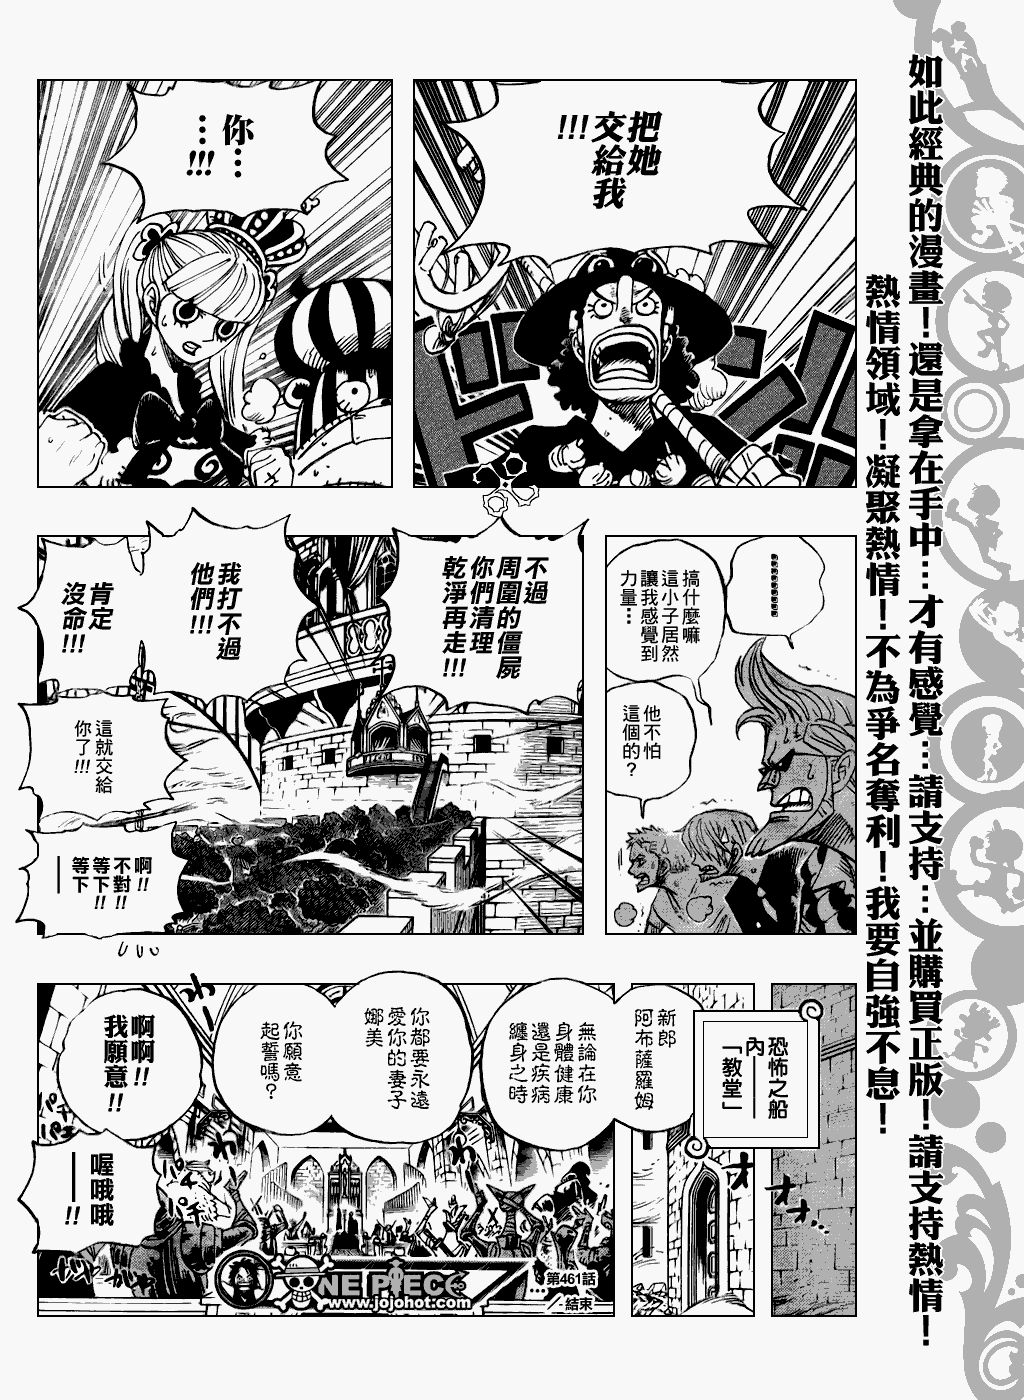 如此經典的漫畫！還是拿在手中…才有感覺…請支持…並購買正版！請支持熱情！
熱情領域！凝聚熱情！不為爭名奪利！我要自強不息！
把她
交給我
!!!
你…
…!!!
搞什麼嘛
這小子居然
讓我感覺到
力量…
他不怕
這個的？
不過
周圍的僵屍
你們清理
乾淨再走!!!
我打不過
他們!!!
肯定
沒命!!!
這就交給
你了!!!
啊!!
不對!!
等下!!
等下——
恐怖之船
內——
「教堂」
新郎
阿布薩羅姆
無論在你
身體健康
還是疾病
纏身之時
你都要永遠
愛你的妻子
娜美
你願意
起誓嗎？
啊啊!!
我願意!!
喔哦哦
——!!
ONE PIECE
www.jojohot.com
第461話
…／結束